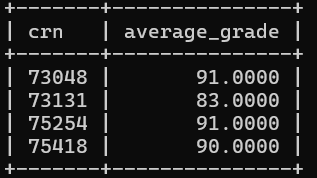 +-------+---------------+
| crn   | average_grade |
+-------+---------------+
| 73048 |       91.0000 |
| 73131 |       83.0000 |
| 75254 |       91.0000 |
| 75418 |       90.0000 |
+-------+---------------+